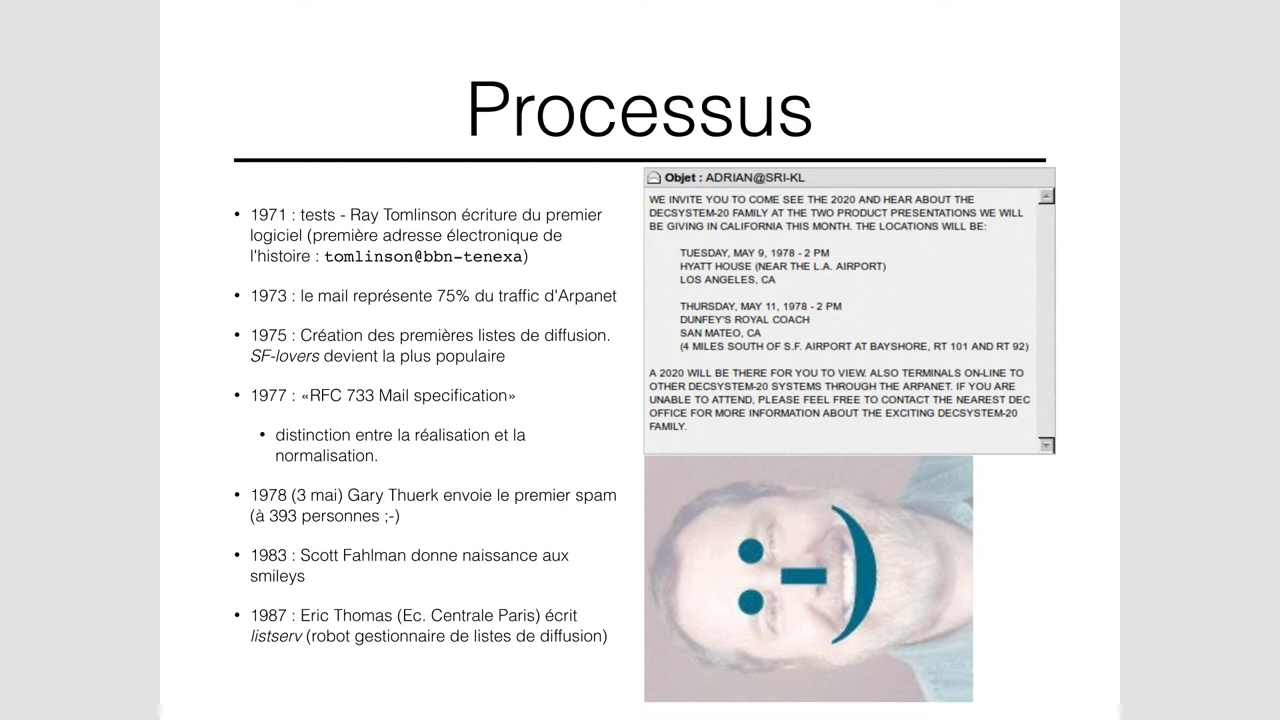 Processus
• 1971 : tests - Ray Tomlinson écriture du premier
logiciel (première adresse électronique de
l'histoire : tomlinson@bbn-tenexa)
• 1973 : le mail représente 75% du traffic d'Arpanet
• 1975 : Création des premières listes de diffusion.
SF-lovers devient la plus populaire
• 1977 : «RFC 733 Mail specification»
• distinction entre la réalisation et la
normalisation.
• 1978 (3 mai) Gary Thuerk envoie le premier spam
(à 393 personnes ;-)
• 1983 : Scott Fahlman donne naissance aux
smileys
• 1987 : Eric Thomas (Ec. Centrale Paris) écrit
listserv (robot gestionnaire de listes de diffusion)
Objet : ADRIAN@SRI-KL
WE INVITE YOU TO COME SEE THE 2020 AND HEAR ABOUT THE
DECSYSTEM-20 FAMILY AT THE TWO PRODUCT PRESENTATIONS WE WILL
BE GIVING IN CALIFORNIA THIS MONTH. THE LOCATIONS WILL BE:
TUESDAY, MAY 9, 1978 - 2 PM
HYATT HOUSE (NEAR THE L.A. AIRPORT)
LOS ANGELES, CA
THURSDAY, MAY 11, 1978 - 2 PM
DUNFEY'S ROYAL COACH
SAN MATEO, CA
(4 MILES SOUTH OF S.F. AIRPORT AT BAYSHORE, RT 101 AND RT 92)
A 2020 WILL BE THERE FOR YOU TO VIEW. ALSO TERMINALS ON-LINE TO
OTHER DECSYSTEM-20 SYSTEMS THROUGH THE ARPANET. IF YOU ARE
UNABLE TO ATTEND, PLEASE FEEL FREE TO CONTACT THE NEAREST DEC
OFFICE FOR MORE INFORMATION ABOUT THE EXCITING DECSYSTEM-20
FAMILY.
:-)